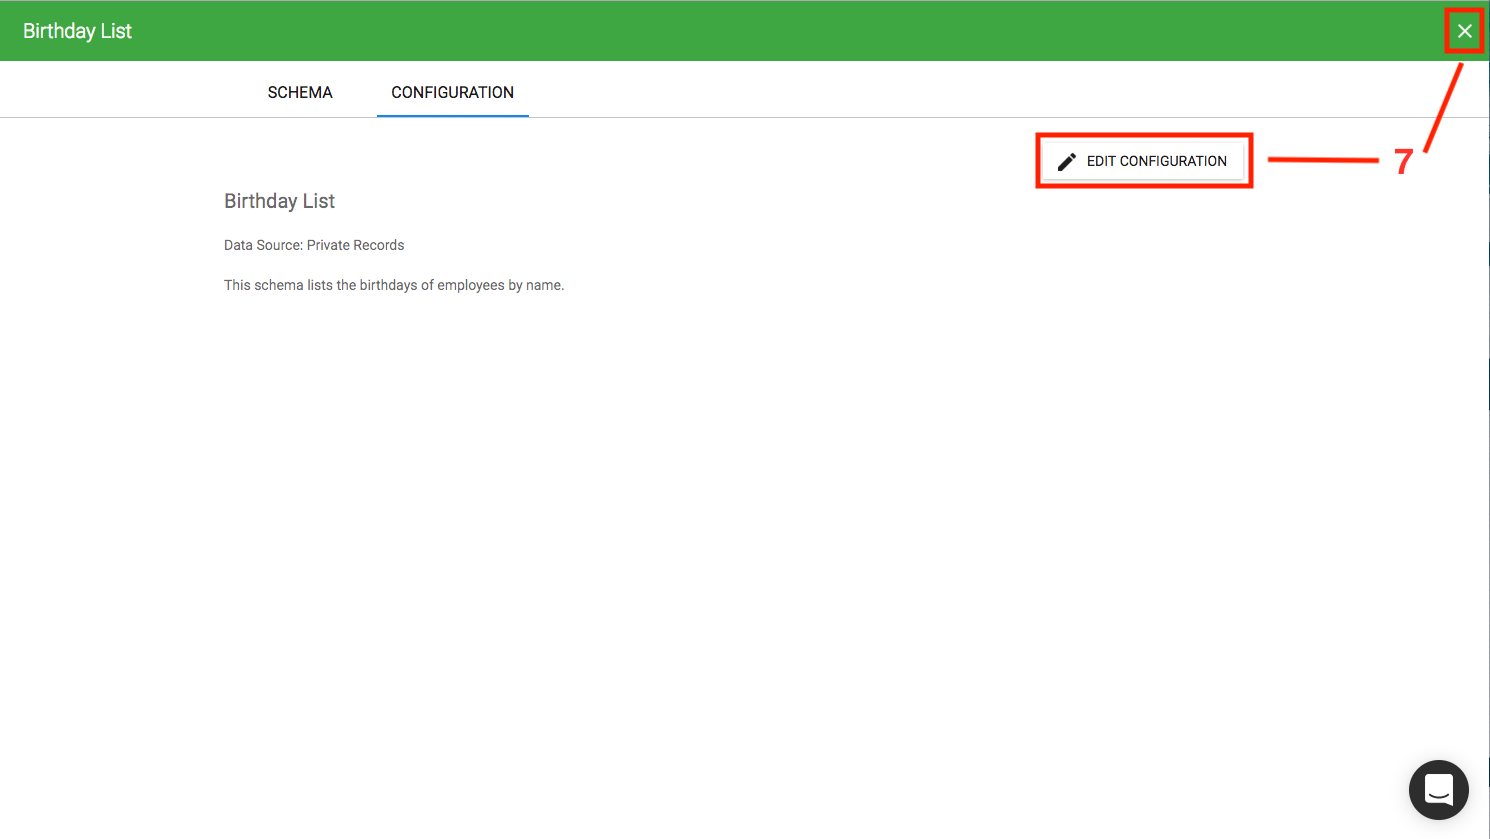 Birthday List
SCHEMA CONFIGURATION
EDIT CONFIGURATION
7
Birthday List
Data Source: Private Records
This schema lists the birthdays of employees by name.